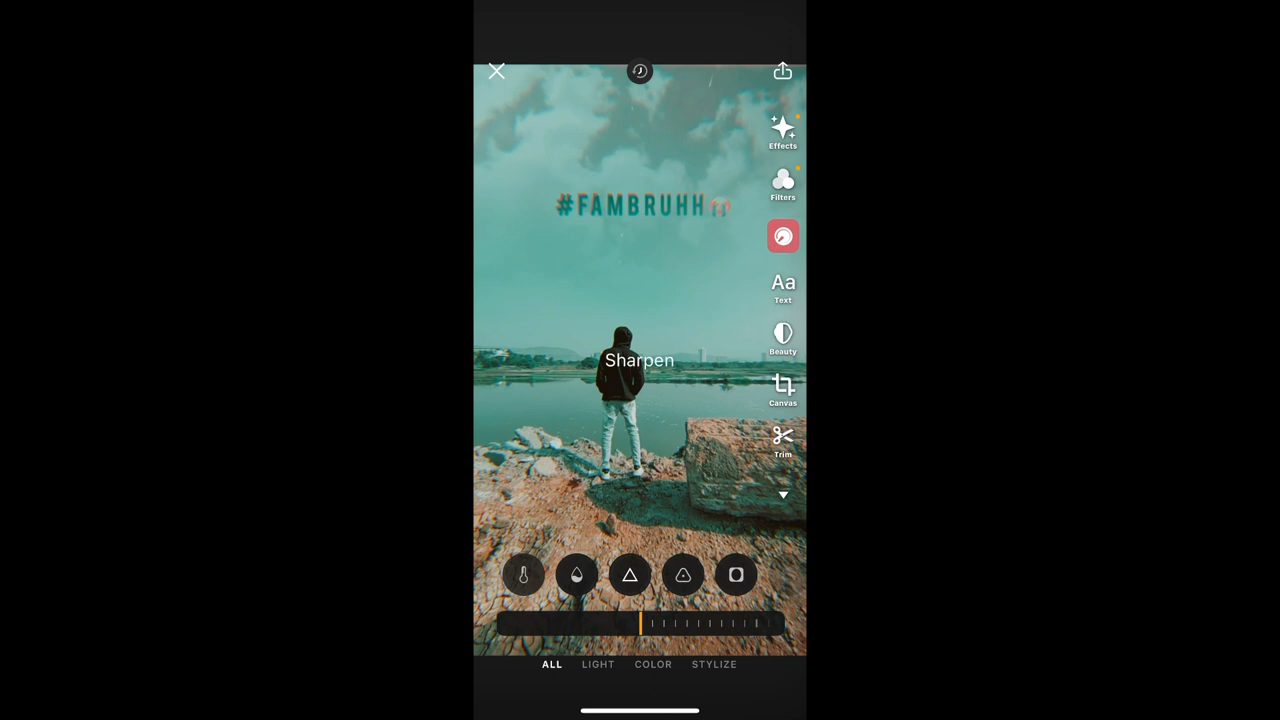 Effects
#FAMBRUHH
Filters
Aa
Text
Sharpen
Beauty
Canvas
Trim
ALL LIGHT COLOR STYLIZE